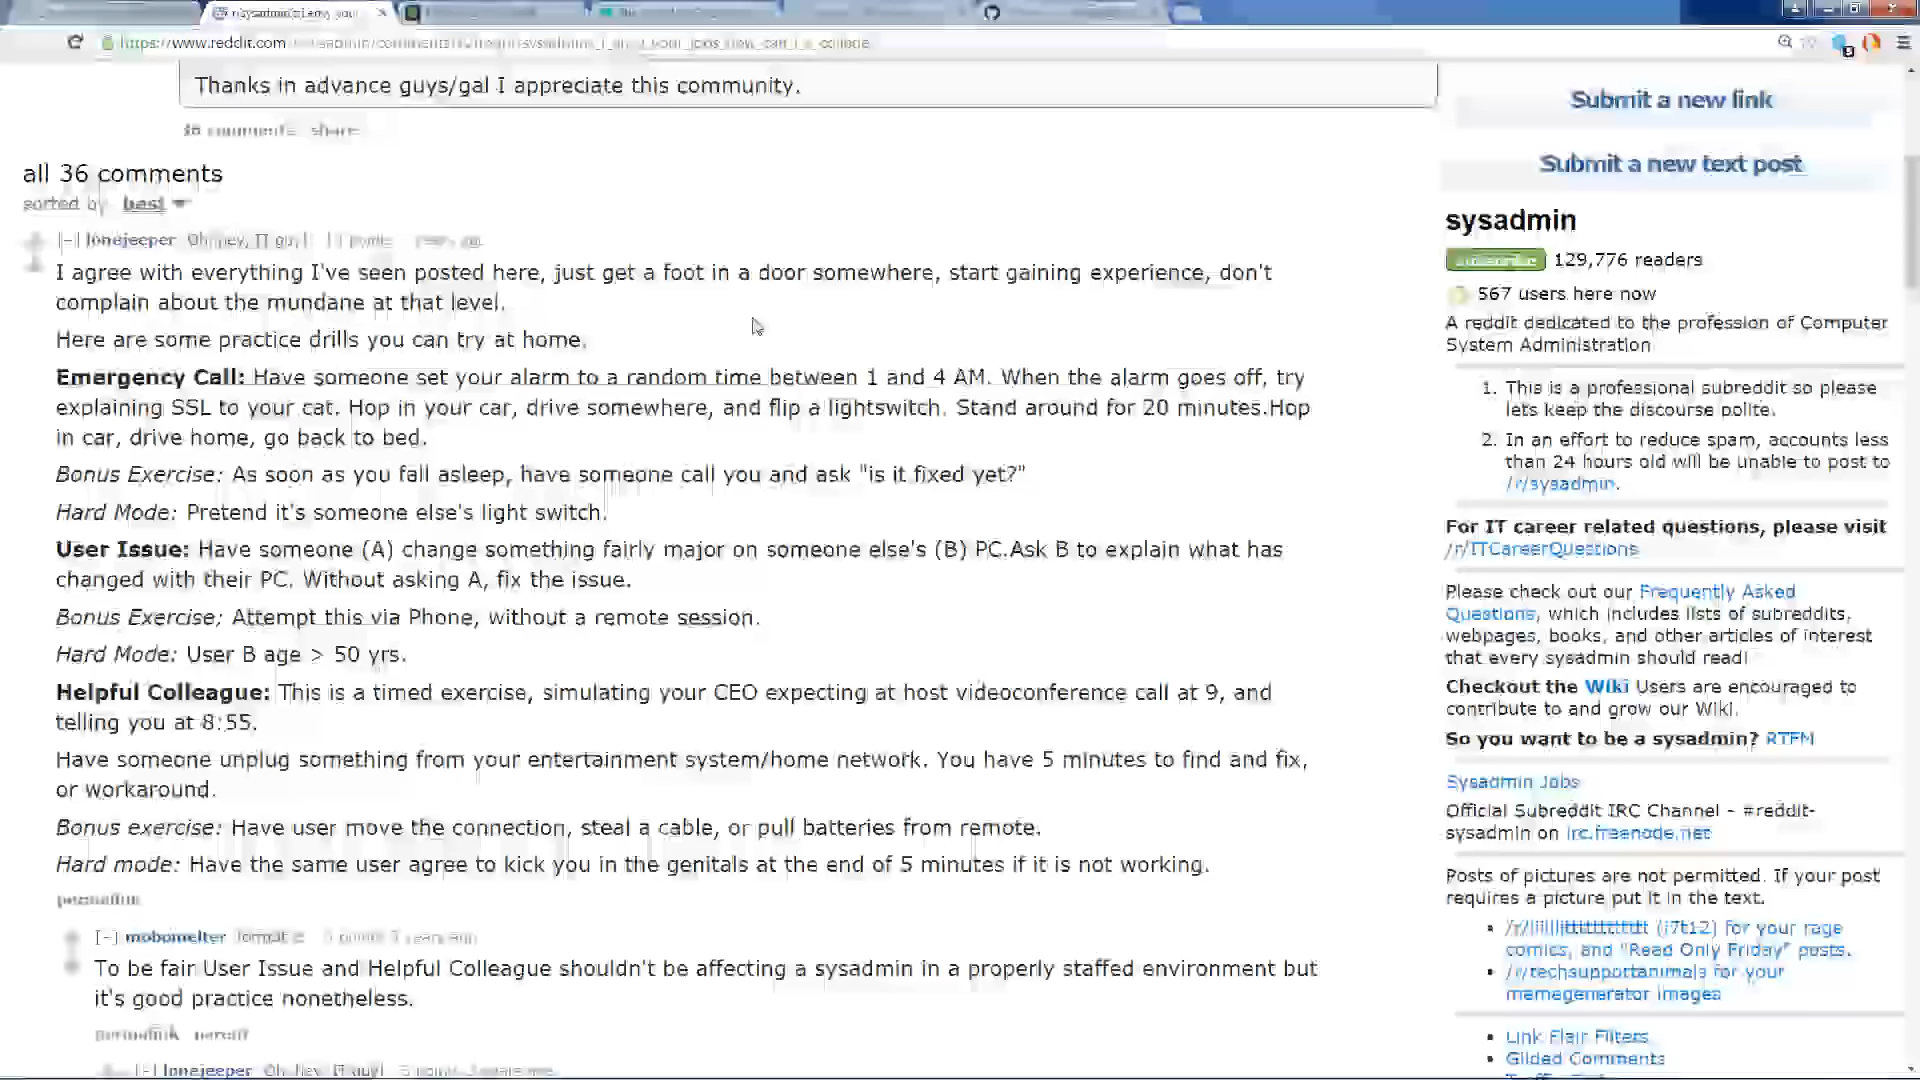 https://www.reddit.com
Thanks in advance guys/gal I appreciate this community.
36 comments share
all 36 comments
sorted by best
[-] lonejeeper Oh hey, IT guy!
I agree with everything I've seen posted here, just get a foot in a door somewhere, start gaining experience, don't
complain about the mundane at that level.
Here are some practice drills you can try at home.
Emergency Call: Have someone set your alarm to a random time between 1 and 4 AM. When the alarm goes off, try
explaining SSL to your cat. Hop in your car, drive somewhere, and flip a lightswitch. Stand around for 20 minutes.Hop
in car, drive home, go back to bed.
Bonus Exercise: As soon as you fall asleep, have someone call you and ask "is it fixed yet?"
Hard Mode: Pretend it's someone else's light switch.
User Issue: Have someone (A) change something fairly major on someone else's (B) PC.Ask B to explain what has
changed with their PC. Without asking A, fix the issue.
Bonus Exercise; Attempt this via Phone, without a remote session.
Hard Mode: User B age > 50 yrs.
Helpful Colleague: This is a timed exercise, simulating your CEO expecting at host videoconference call at 9, and
telling you at 8:55.
Have someone unplug something from your entertainment system/home network. You have 5 minutes to find and fix,
or workaround.
Bonus exercise: Have user move the connection, steal a cable, or pull batteries from remote.
Hard mode: Have the same user agree to kick you in the genitals at the end of 5 minutes if it is not working.
permalink
[-] mobomelter format c:
To be fair User Issue and Helpful Colleague shouldn't be affecting a sysadmin in a properly staffed environment but
it's good practice nonetheless.
permalink parent
[-] lonejeeper Oh hey, IT guy!
Submit a new link
Submit a new text post
sysadmin
129,776 readers
567 users here now
A reddit dedicated to the profession of Computer
System Administration
1. This is a professional subreddit so please
lets keep the discourse polite.
2. In an effort to reduce spam, accounts less
than 24 hours old will be unable to post to
/r/sysadmin.
For IT career related questions, please visit
/r/ITCareerQuestions
Please check out our Frequently Asked
Questions, which includes lists of subreddits,
webpages, books, and other articles of interest
that every sysadmin should read!
Checkout the Wiki Users are encouraged to
contribute to and grow our Wiki.
So you want to be a sysadmin? RTFM
Sysadmin Jobs
Official Subreddit IRC Channel - #reddit-
sysadmin on irc.freenode.net
Posts of pictures are not permitted. If your post
requires a picture put it in the text.
(i7t12) for your rage
comics, and "Read Only Friday" posts.
/r/techsupportanimals for your
memegenerator images
Link Flair Filters
Gilded Comments